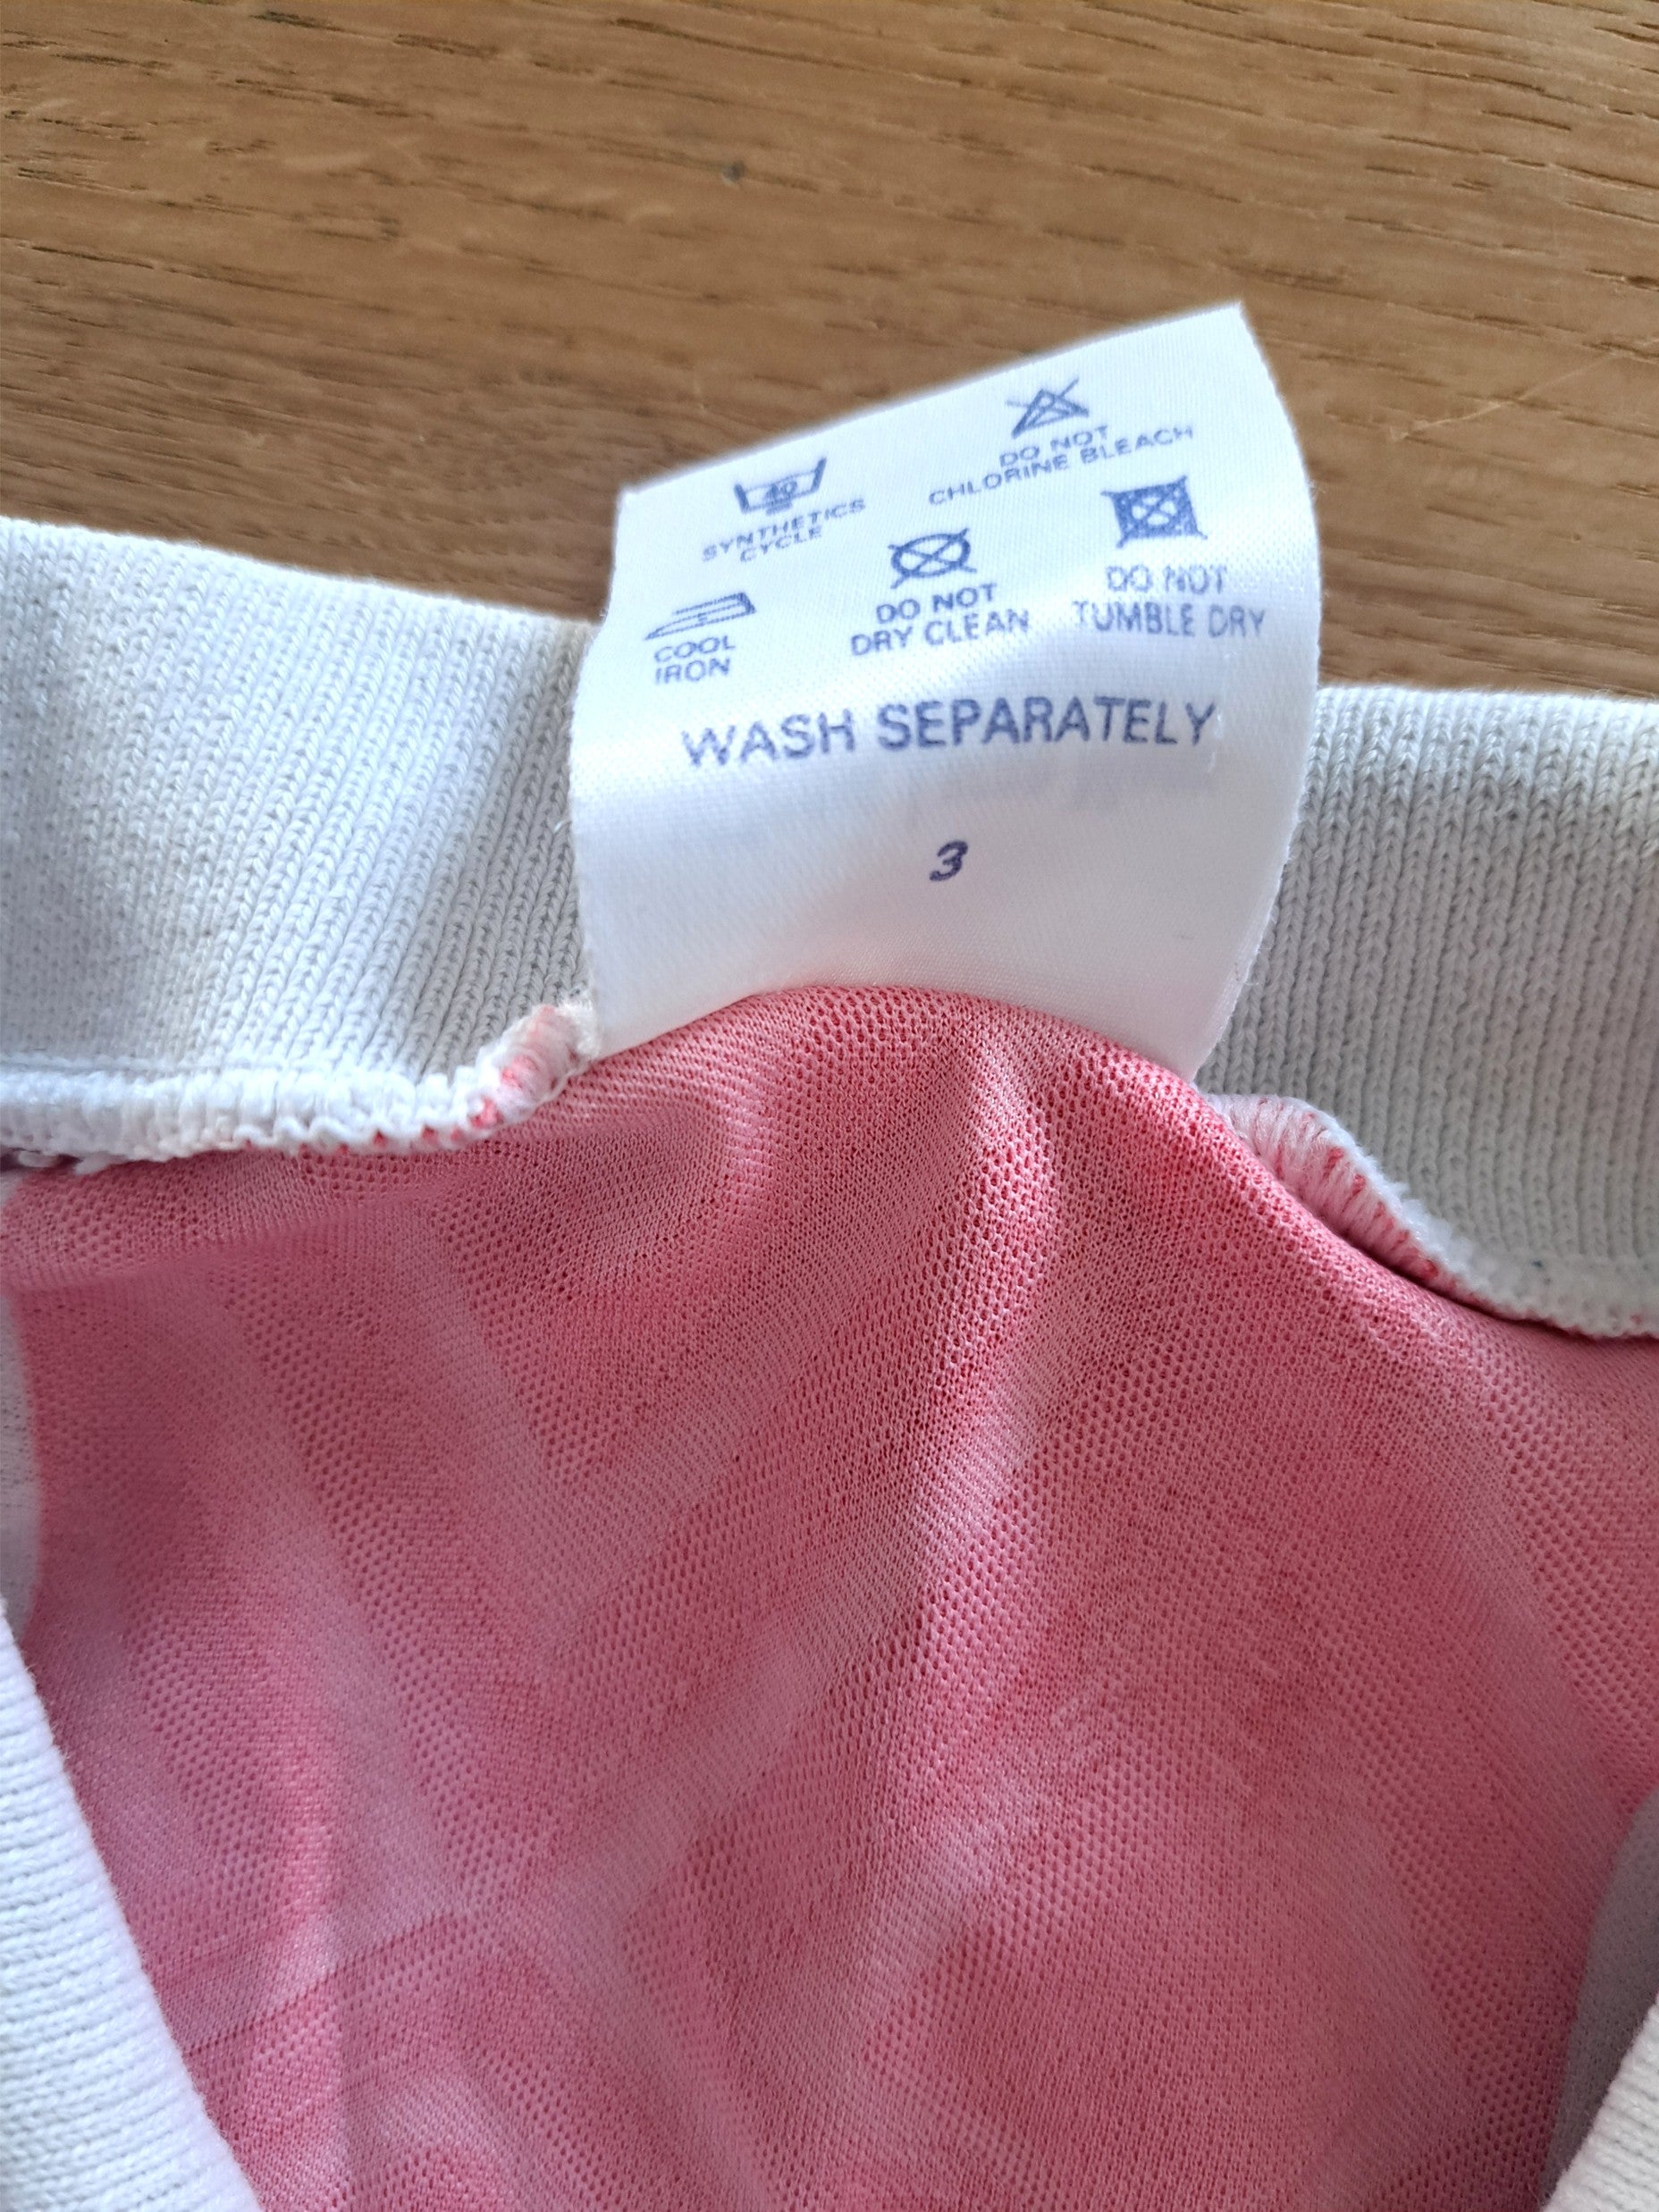 40
SYNTHETICS
CYCLE
DO NOT
CHLORINE BLEACH
COOL
IRON
DO NOT
DRY CLEAN
DO NOT
TUMBLE DRY
WASH SEPARATELY
3